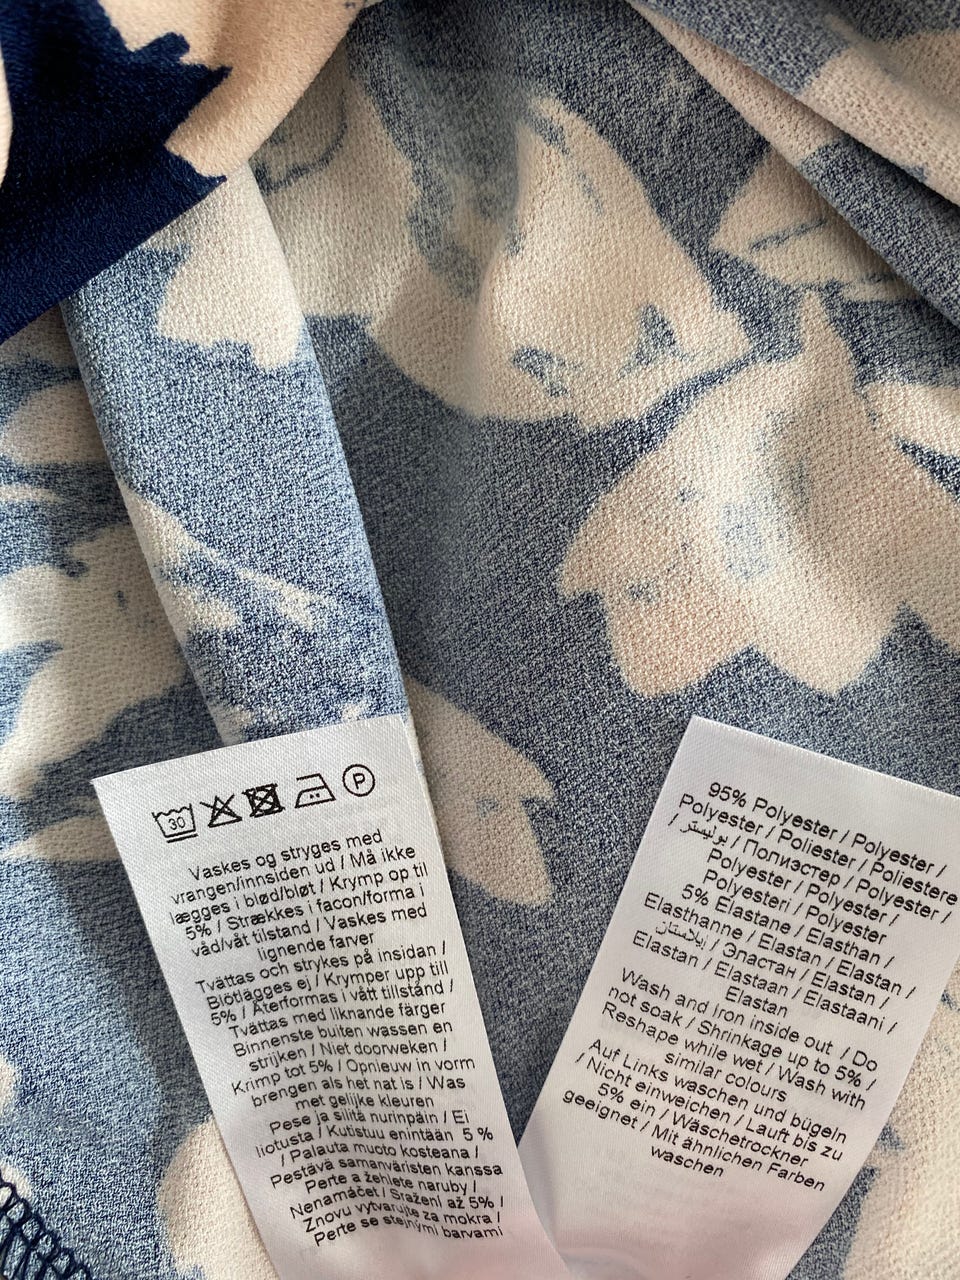 30 P
Vaskes og stryges med
vrangen/innsiden ud / Må ikke
lægges i blød/bløt / Krymp op til
5% / Strækkes i facon/forma i
våd/våt tilstand / Vaskes med
lignende farver
Tvättas och strykes på insidan /
Blötlägges ej / Krymper upp till
5% / Återformas i vått tillstånd /
Tvättas med liknande färger
Binnenste buiten wassen en
strijken / Niet doorweken /
Krimp tot 5% / Opnieuw in vorm
brengen als het nat is / Was
met gelijke kleuren
Pese ja silitä nurinpäin / Ei
liotusta / Kutistuu enintään 5 %
/ Palauta muoto kosteana /
Pestävä samanväristen kanssa
Perte a žehlete naruby /
Nenamáčet / Sražení až 5% /
Znovu vytvarujte za mokra /
Perte se stejnými barvami
95% Polyester / Polyester /
Polyester / Poliester / Poliestere
/ بوليستر / Полиэстер / Polyester /
Polyester / Polyester /
Polyesteri / Polyester
5% Elastane / Elasthan /
Elasthanne / Elastan / Elastan /
إيلاستان / Эластан / Elastan /
Elastan / Elastaan / Elastaani /
Elastan
Wash and Iron inside out / Do
not soak / Shrinkage up to 5% /
Reshape while wet / Wash with
similar colours
Auf Links waschen und bügeln
/ Nicht einweichen / Lauft bis zu
5% ein / Wäschetrockner
geeignet / Mit ähnlichen Farben
waschen